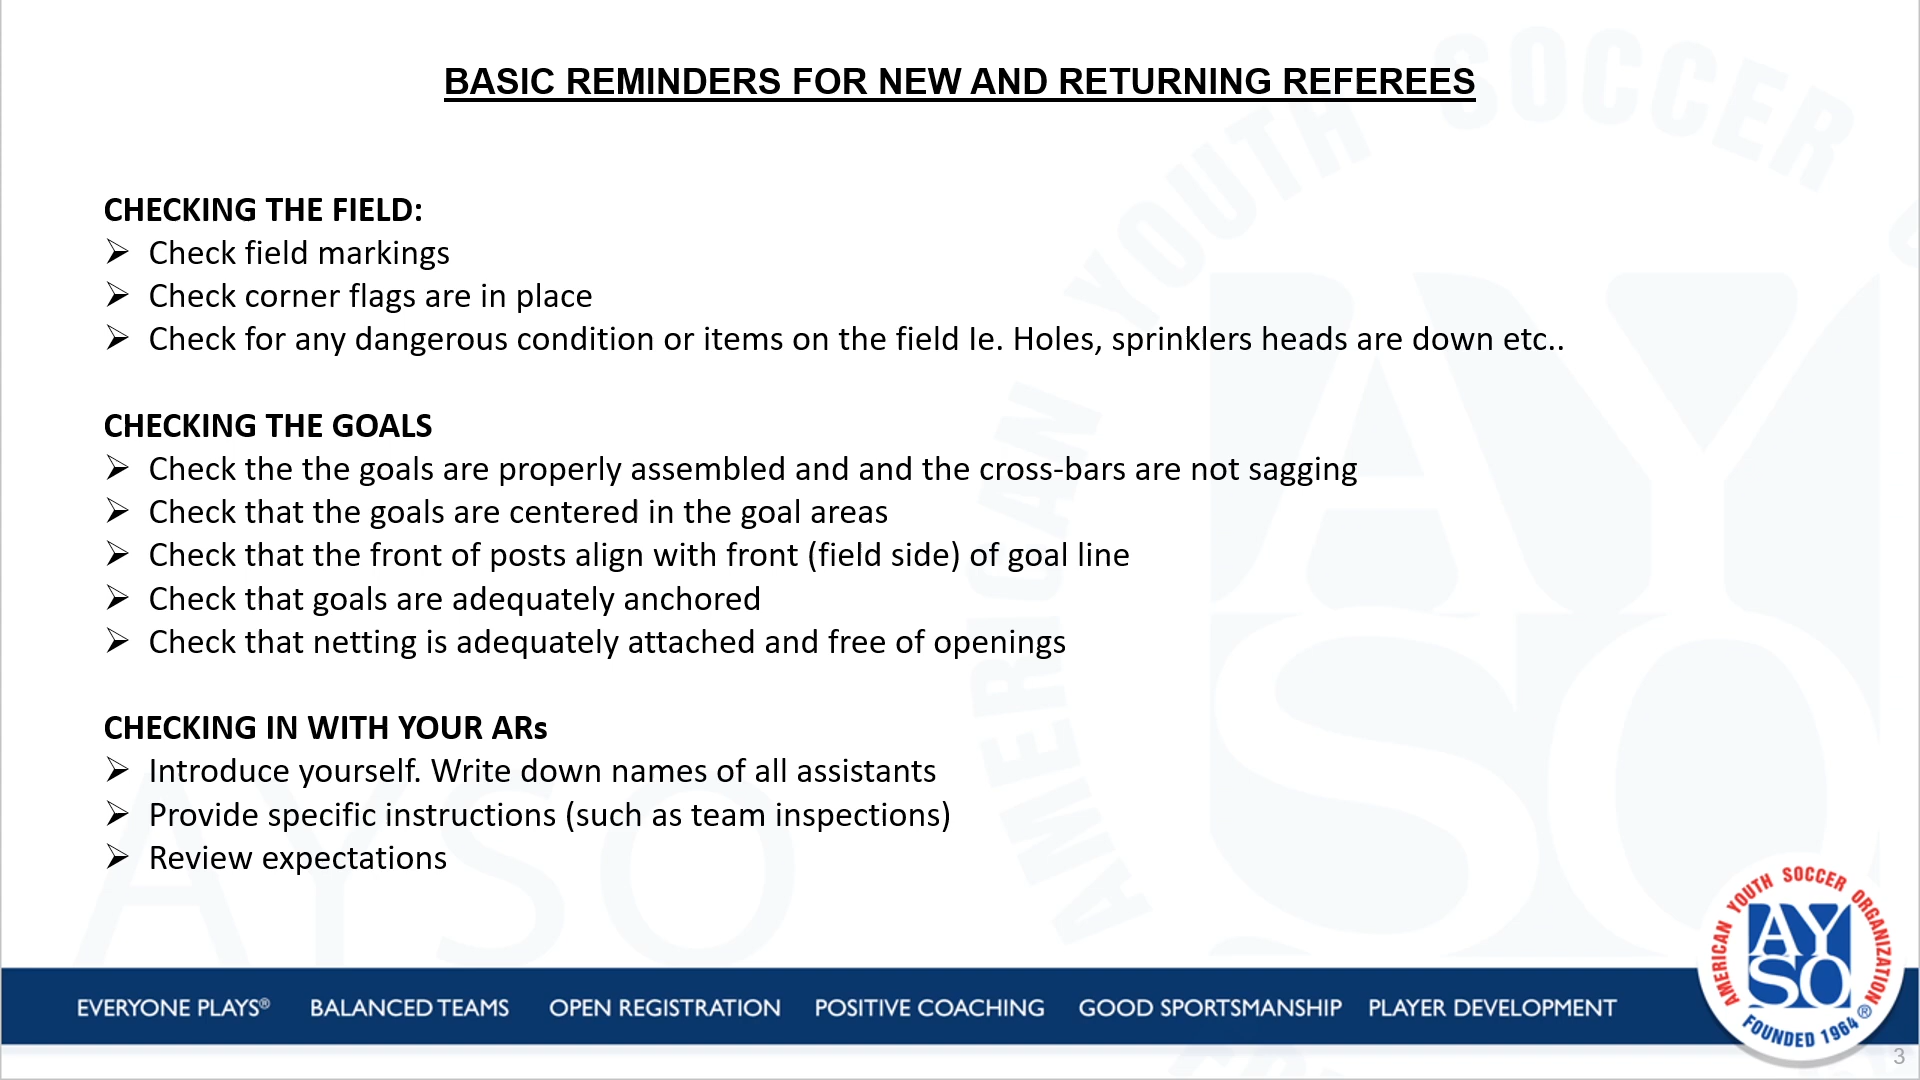 BASIC REMINDERS FOR NEW AND RETURNING REFEREES
CHECKING THE FIELD:
➢ Check field markings
➢ Check corner flags are in place
➢ Check for any dangerous condition or items on the field Ie. Holes, sprinklers heads are down etc..
CHECKING THE GOALS
➢ Check the the goals are properly assembled and and the cross-bars are not sagging
➢ Check that the goals are centered in the goal areas
➢ Check that the front of posts align with front (field side) of goal line
➢ Check that goals are adequately anchored
➢ Check that netting is adequately attached and free of openings
CHECKING IN WITH YOUR ARs
➢ Introduce yourself. Write down names of all assistants
➢ Provide specific instructions (such as team inspections)
➢ Review expectations
AMERICAN YOUTH SOCCER O
AY
SO
AYSO
EVERYONE PLAYS® BALANCED TEAMS OPEN REGISTRATION POSITIVE COACHING GOOD SPORTSMANSHIP PLAYER DEVELOPMENT
AMERICAN YOUTH SOCCER ORGANIZATION
AY
SO
®
FOUNDED 1964
3